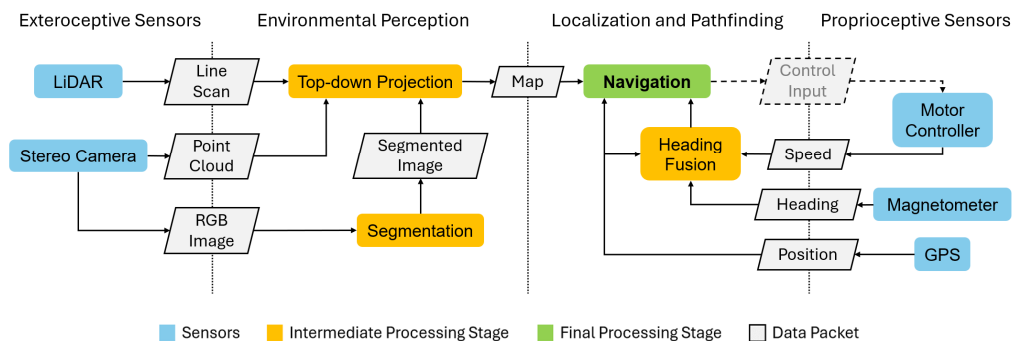 Exteroceptive Sensors
Environmental Perception
Localization and Pathfinding
Proprioceptive Sensors
LiDAR
Line
Scan
Top-down Projection
Map
Navigation
Control
Input
Motor
Controller
Stereo Camera
Point
Cloud
Segmented
Image
Heading
Fusion
Speed
RGB
Image
Segmentation
Heading
Magnetometer
Position
GPS
Sensors
Intermediate Processing Stage
Final Processing Stage
Data Packet